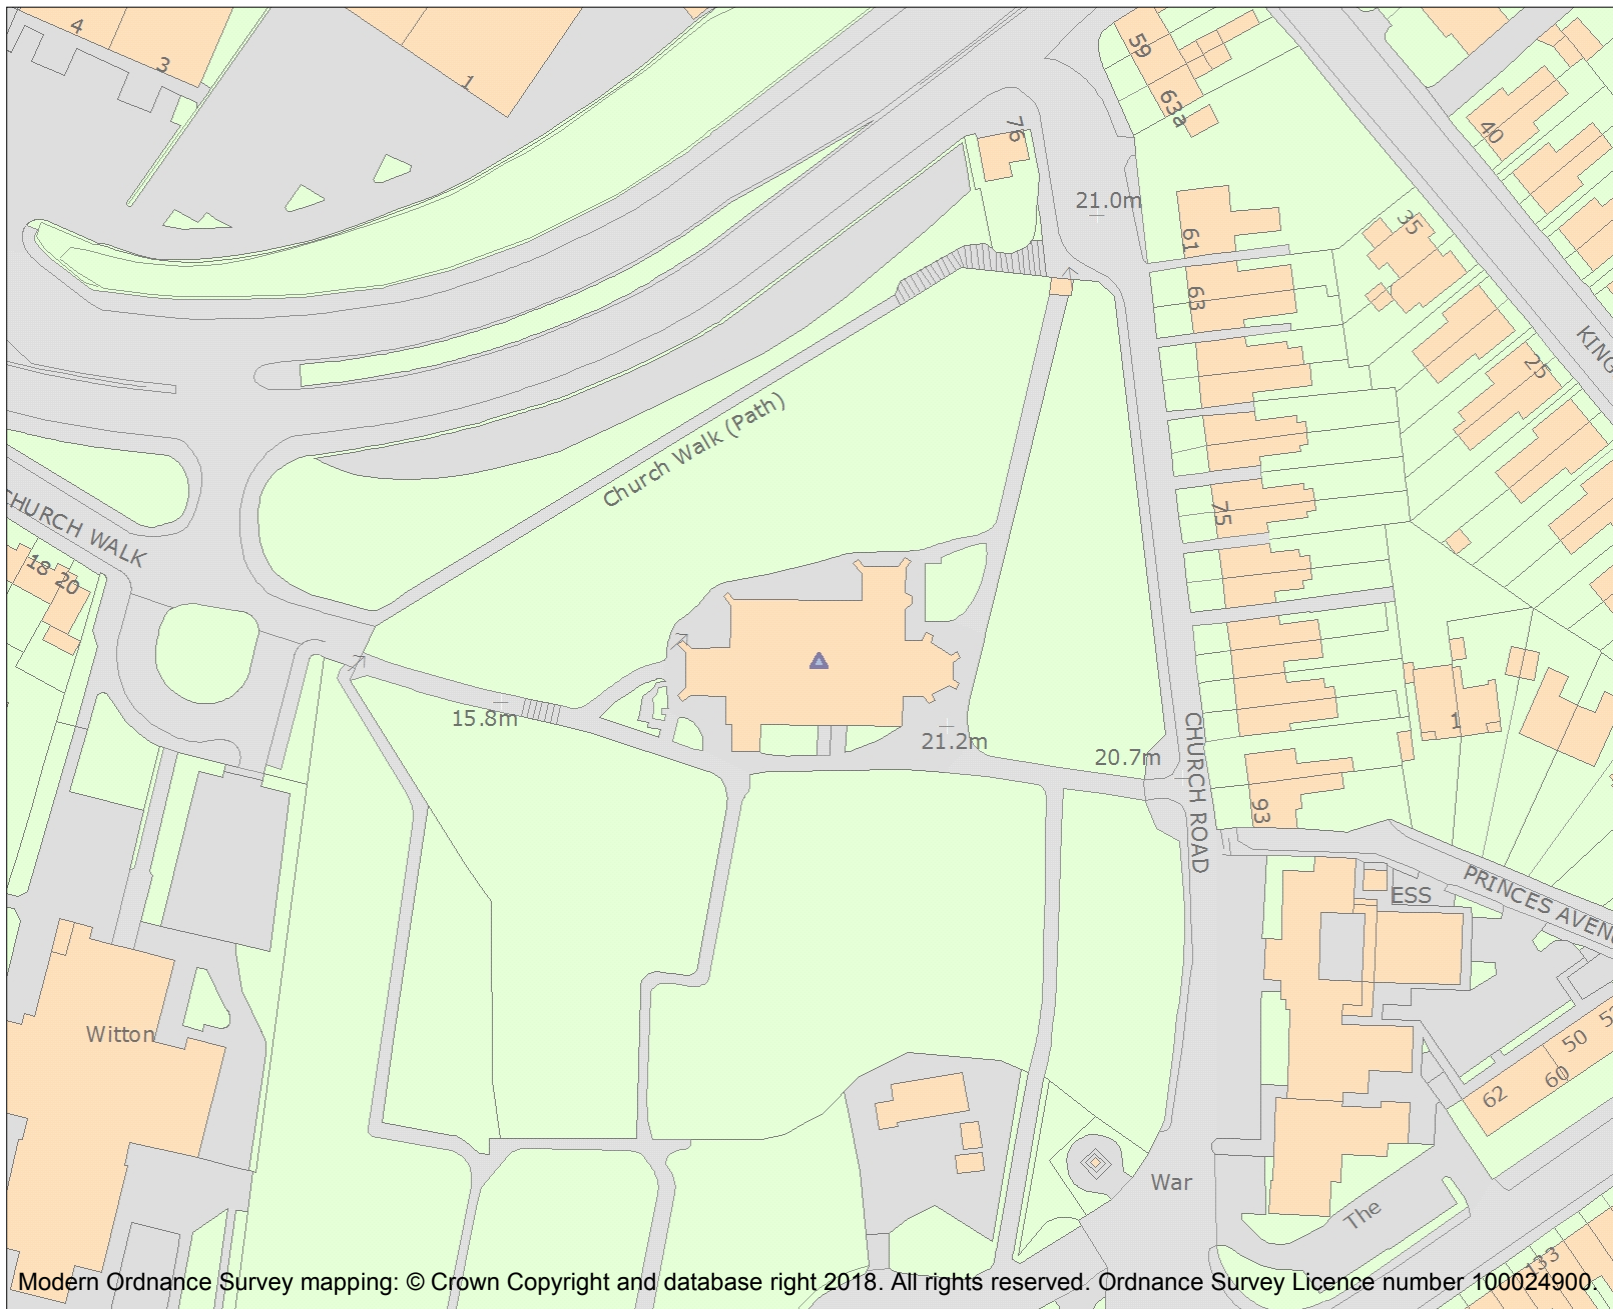 4
3
1
59
63a
76
40
21.0m
61
35
63
KING
25
Church Walk (Path)
75
CHURCH WALK
18 20
15.8m
21.2m
20.7m
CHURCH ROAD
1
93
ESS
PRINCES AVEN
Witton
50
60
62
War
The
133
Modern Ordnance Survey mapping: © Crown Copyright and database right 2018. All rights reserved. Ordnance Survey Licence number 100024900.